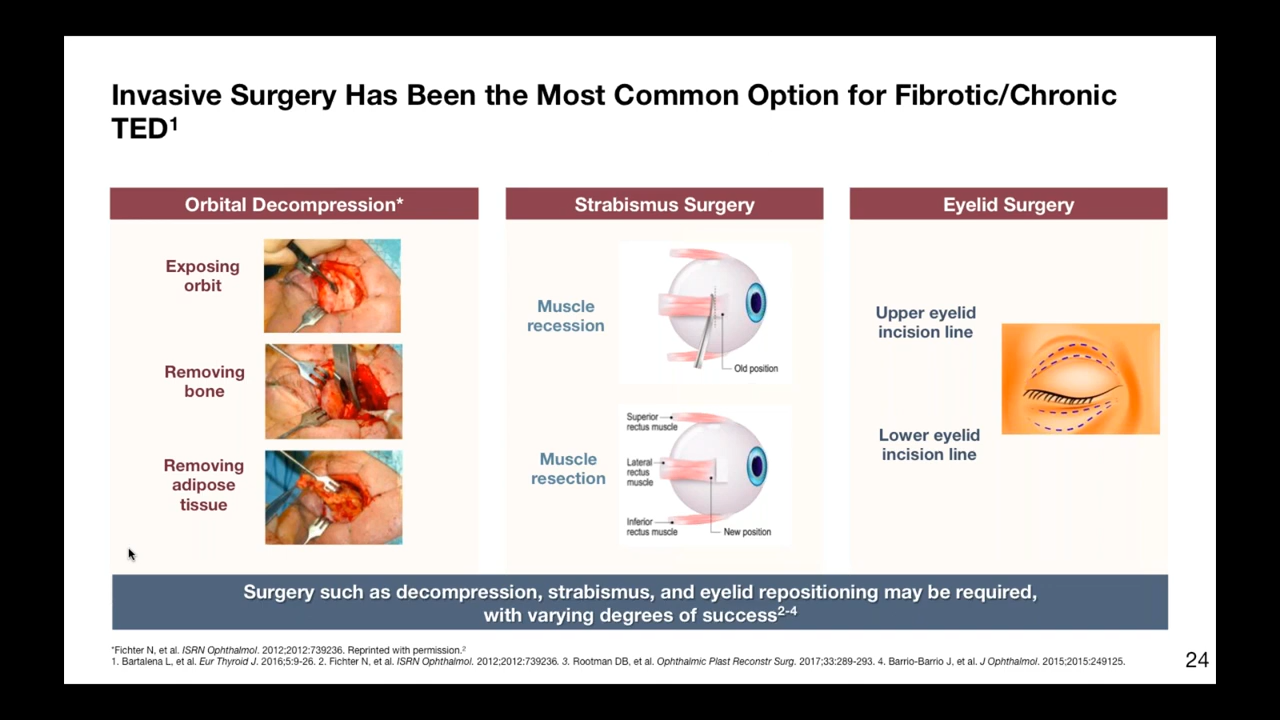 Invasive Surgery Has Been the Most Common Option for Fibrotic/Chronic
TED¹
Orbital Decompression*
Exposing
orbit
Removing
bone
Removing
adipose
tissue
Strabismus Surgery
Muscle
recession
Old position
Muscle
resection
Superior
rectus muscle
Lateral
rectus
muscle
Inferior
rectus muscle
New position
Eyelid Surgery
Upper eyelid
incision line
Lower eyelid
incision line
Surgery such as decompression, strabismus, and eyelid repositioning may be required,
with varying degrees of success²⁻⁴
*Fichter N, et al. ISRN Ophthalmol. 2012;2012:739236. Reprinted with permission.²
1. Bartalena L, et al. Eur Thyroid J. 2016;5:9-26. 2. Fichter N, et al. ISRN Ophthalmol. 2012;2012:739236. 3. Rootman DB, et al. Ophthalmic Plast Reconstr Surg. 2017;33:289-293. 4. Barrio-Barrio J, et al. J Ophthalmol. 2015;2015:249125.
24